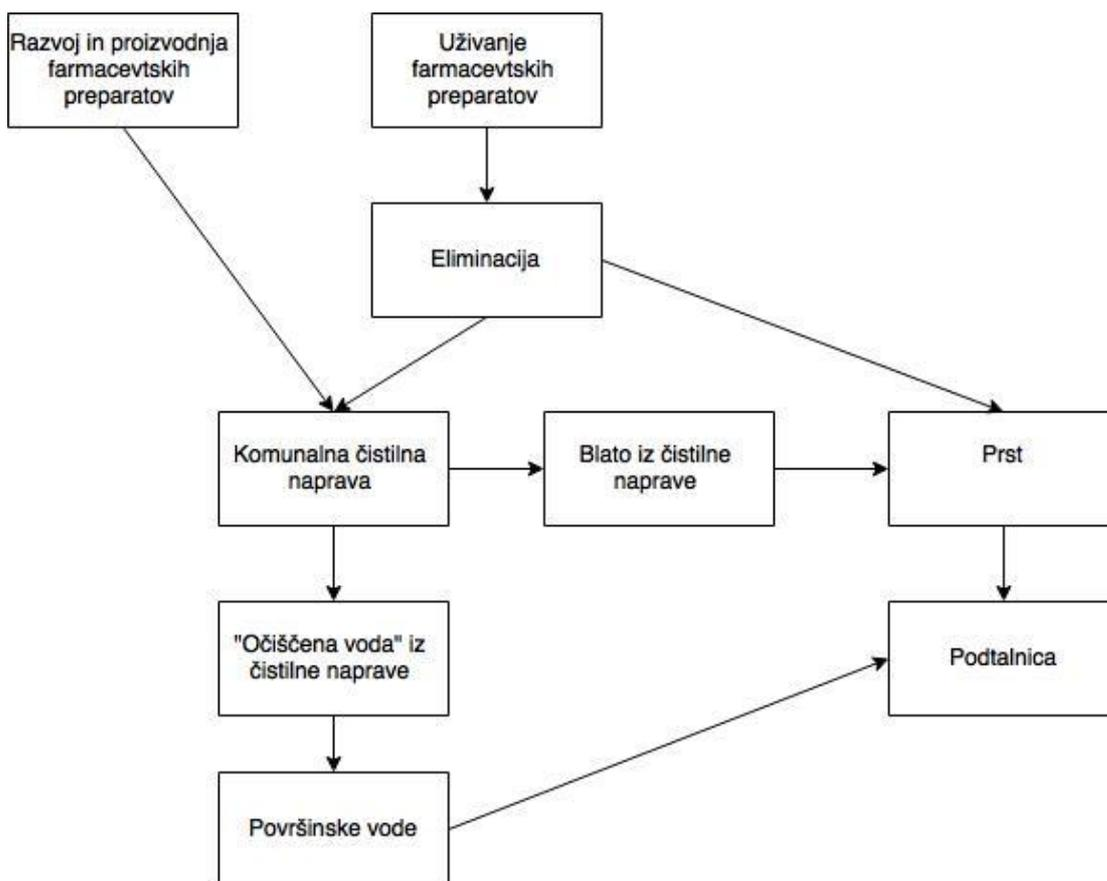 Razvoj in proizvodnja
farmacevtskih
preparatov
Uživanje
farmacevtskih
preparatov
Eliminacija
Komunalna čistilna
naprava
Blato iz čistilne
naprave
Prst
"Očiščena voda" iz
čistilne naprave
Podtalnica
Površinske vode